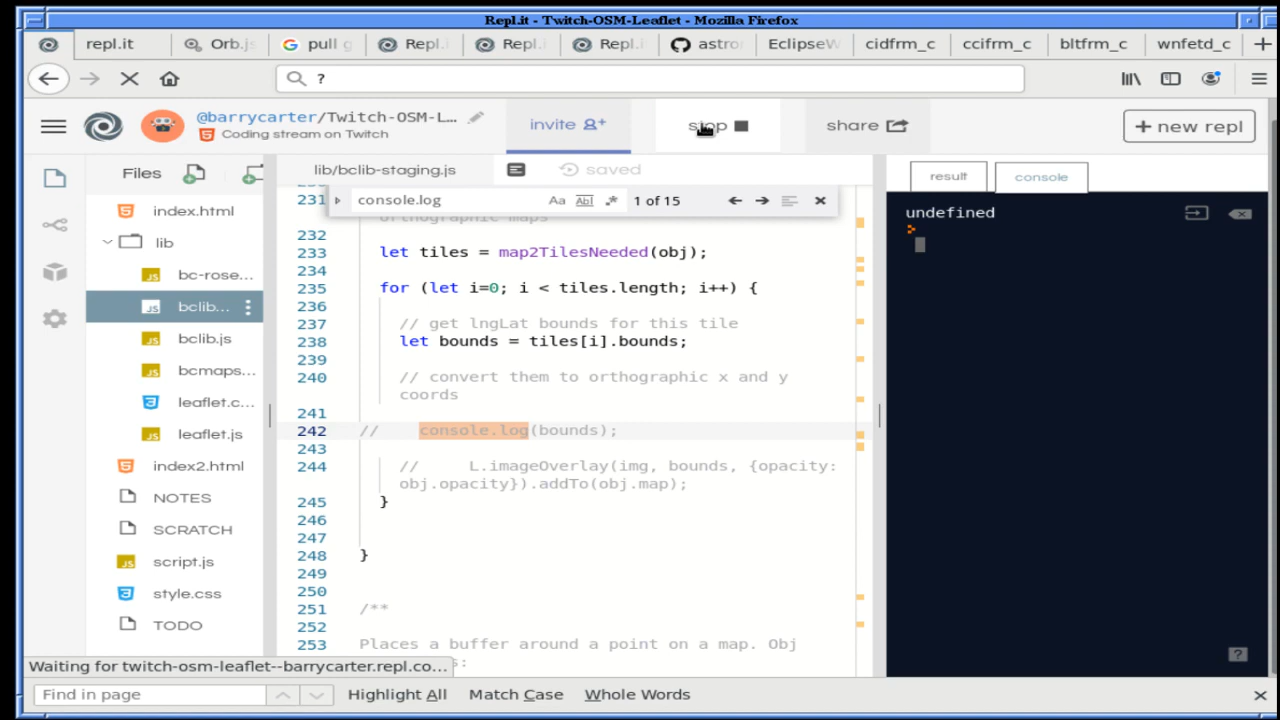 Repl.it - Twitch-OSM-Leaflet - Mozilla Firefox
repl.it
Orb.js
pull g
Repl.i
Repl.i
Repl.i
astro
EclipseW
cidfrm_c
ccifrm_c
bltfrm_c
wnfetd_c
?
@barrycarter/Twitch-OSM-L...
Coding stream on Twitch
invite
stop
share
+ new repl
Files
lib/bclib-staging.js
saved
result
console
console.log
Aa
Abl
1 of 15
index.html
lib
bc-rose...
bclib...
bclib.js
bcmaps...
leaflet.c...
leaflet.js
index2.html
NOTES
SCRATCH
script.js
style.css
TODO
231
orthographic maps
232
233 let tiles = map2TilesNeeded(obj);
234
235 for (let i=0; i < tiles.length; i++) {
236
237 // get lngLat bounds for this tile
238 let bounds = tiles[i].bounds;
239
240 // convert them to orthographic x and y
coords
241
242 // console.log(bounds);
243
244 // L.imageOverlay(img, bounds, {opacity:
obj.opacity}).addTo(obj.map);
245 }
246
247
248 }
249
250
251 /**
252
253 Places a buffer around a point on a map. Obj
s:
undefined
>
?
Waiting for twitch-osm-leaflet--barrycarter.repl.co...
Find in page
Highlight All
Match Case
Whole Words